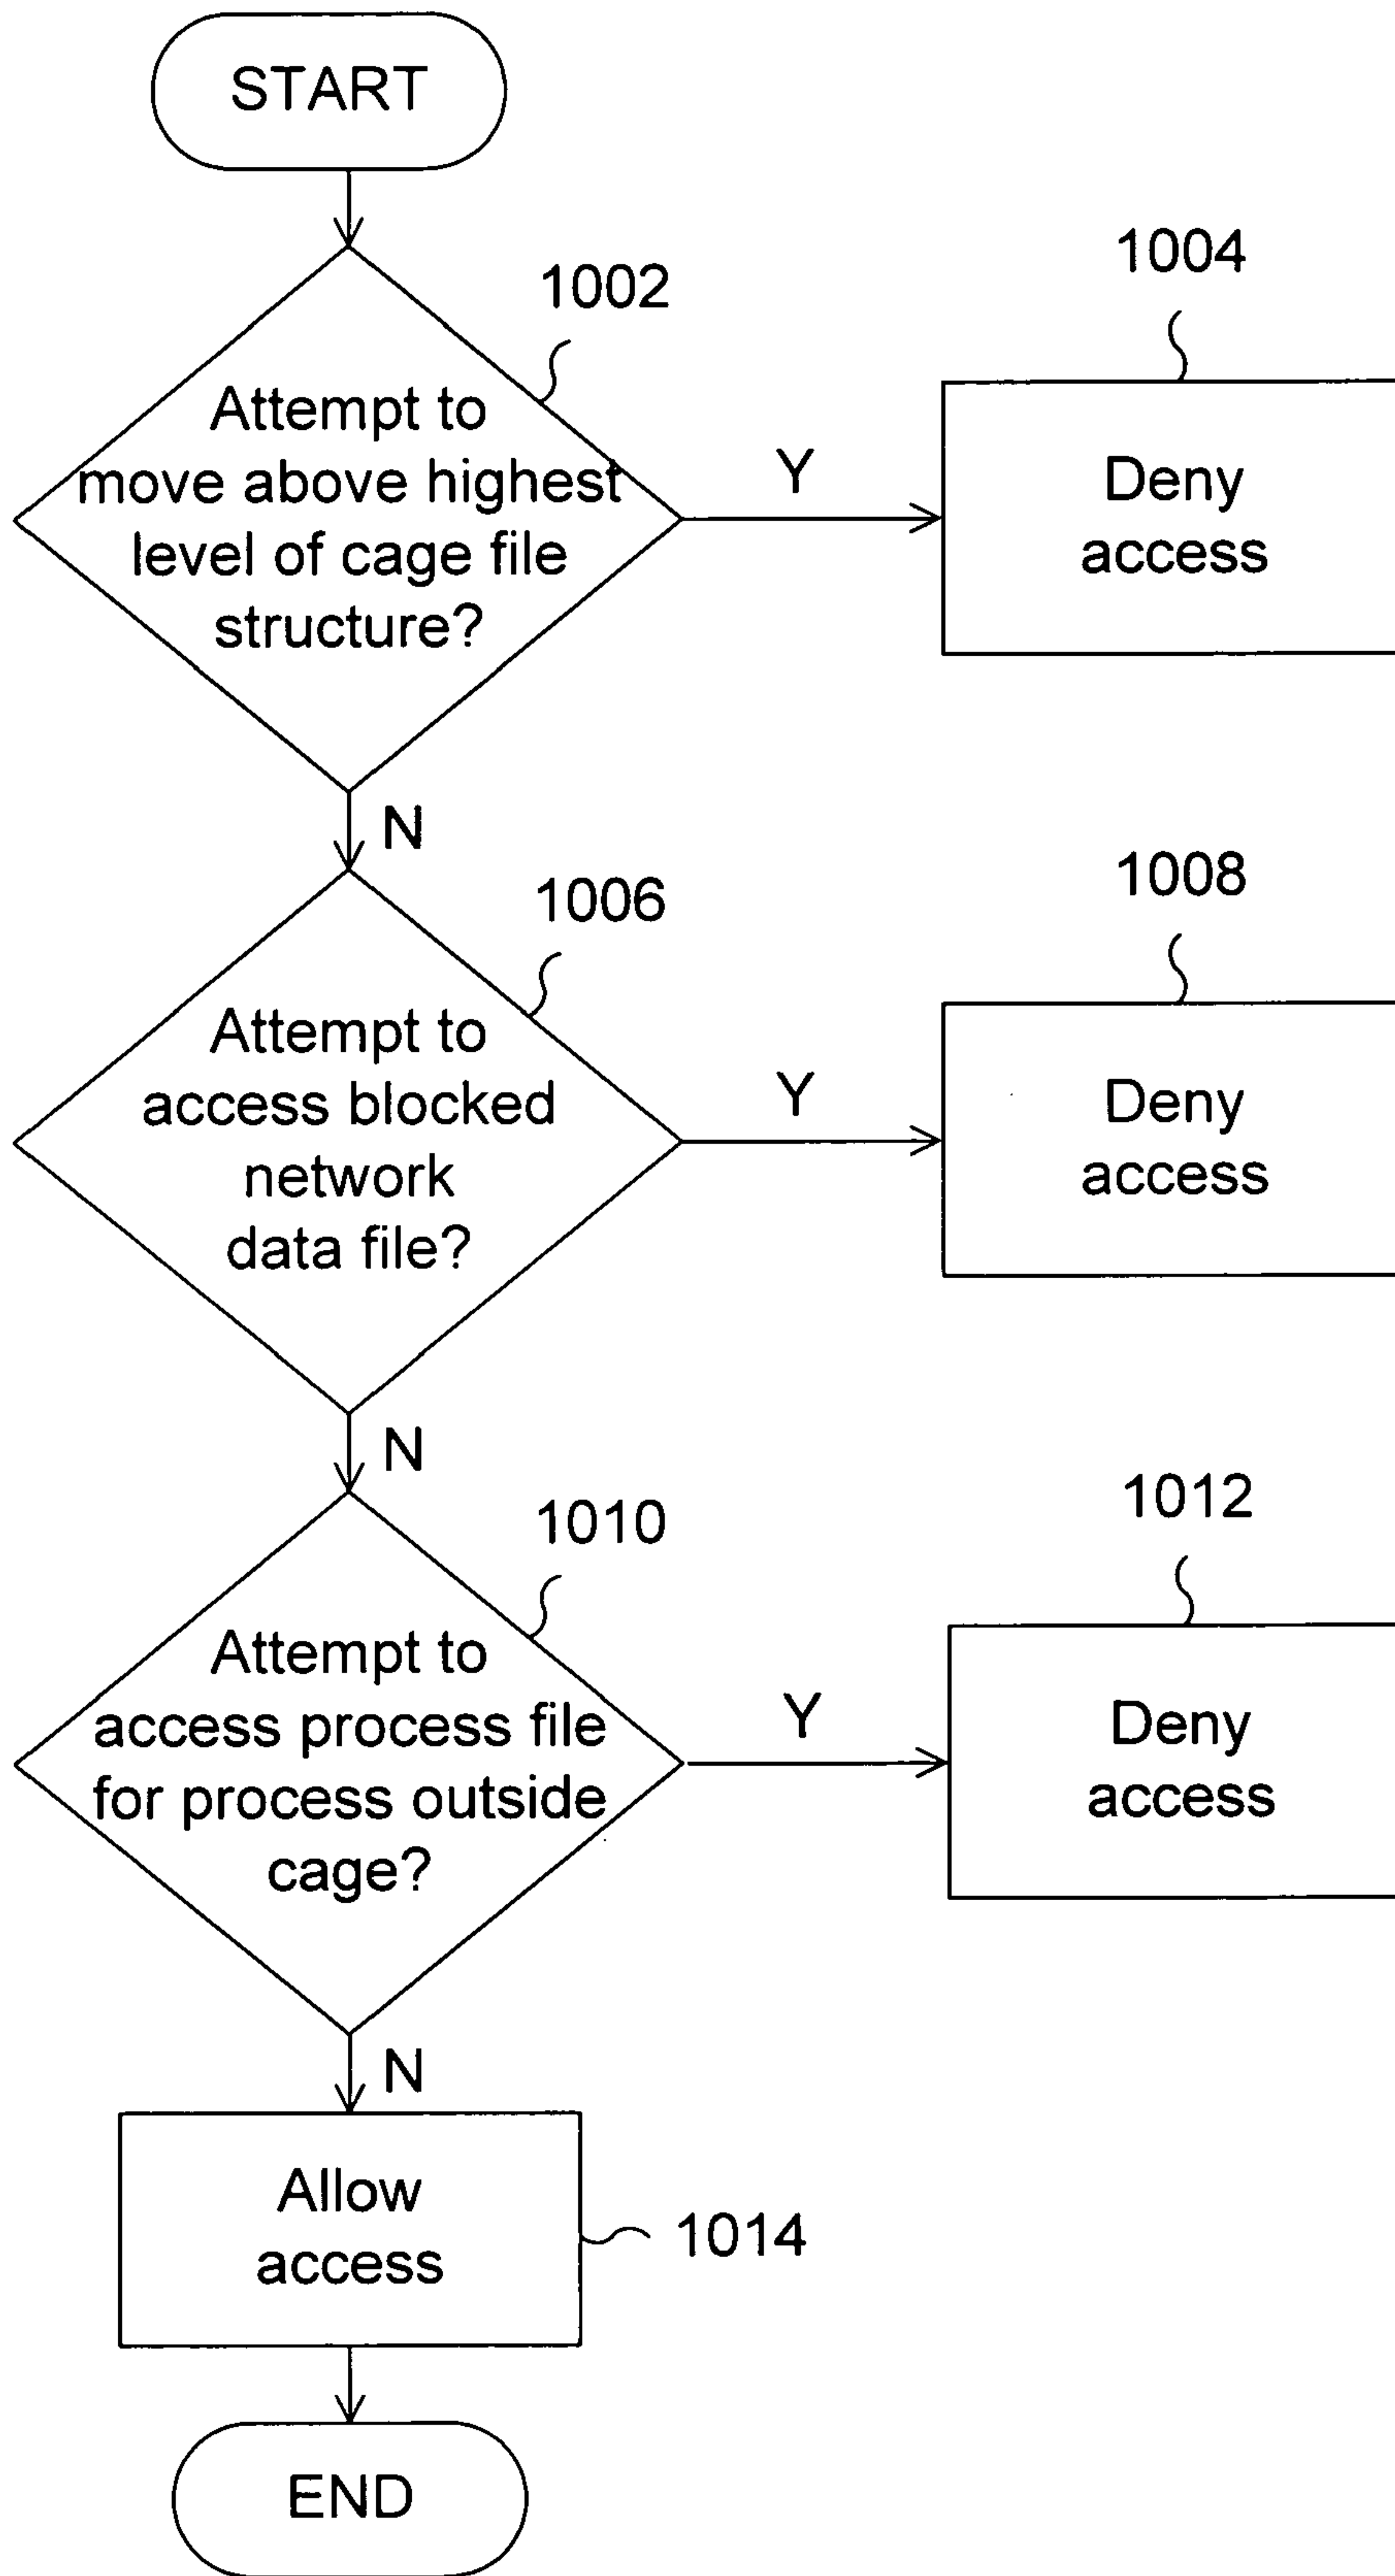 START
1002
Attempt to
move above highest
level of cage file
structure?
Y
1004
Deny
access
N
1006
Attempt to
access blocked
network
data file?
Y
1008
Deny
access
N
1010
Attempt to
access process file
for process outside
cage?
Y
1012
Deny
access
N
Allow
access
1014
END